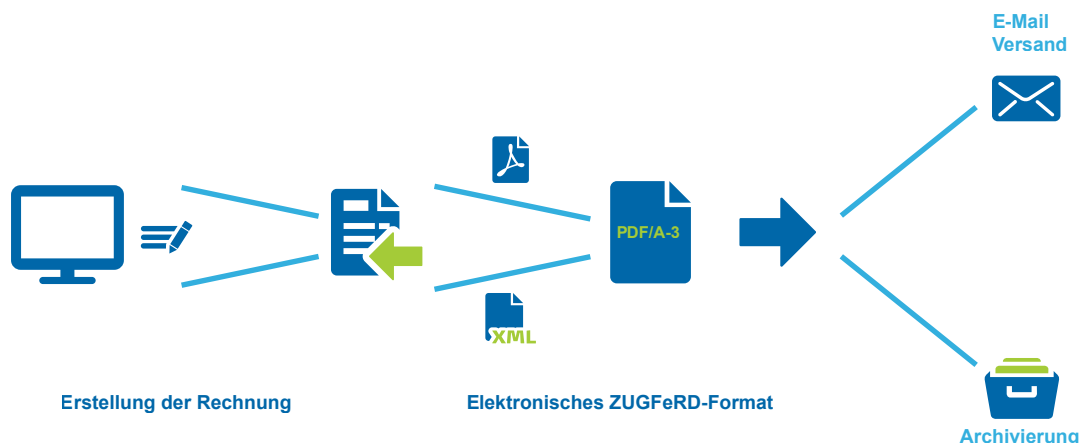 E-Mail
Versand
PDF/A-3
XML
Erstellung der Rechnung
Elektronisches ZUGFeRD-Format
Archivierung